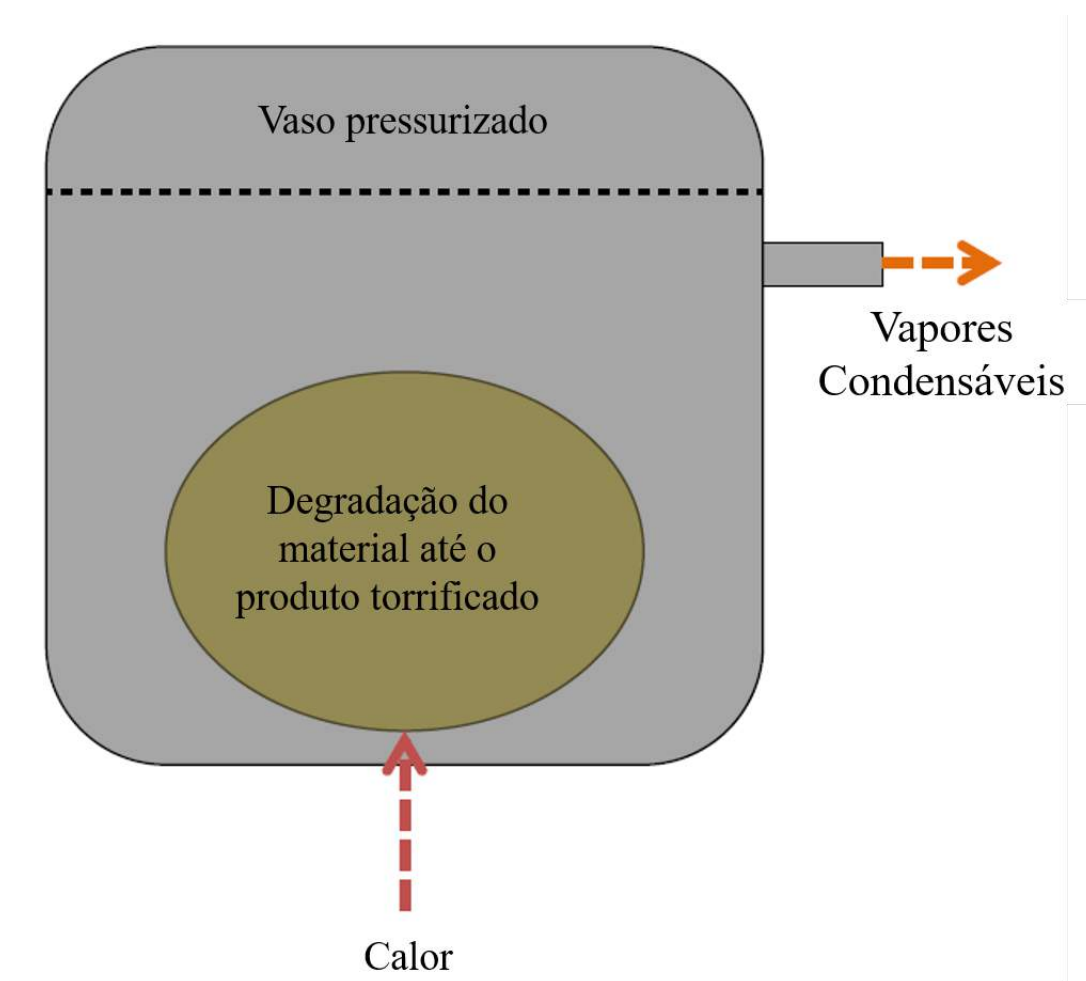 Vaso pressurizado
Vapores
Condensáveis
Degradação do
material até o
produto torrificado
Calor